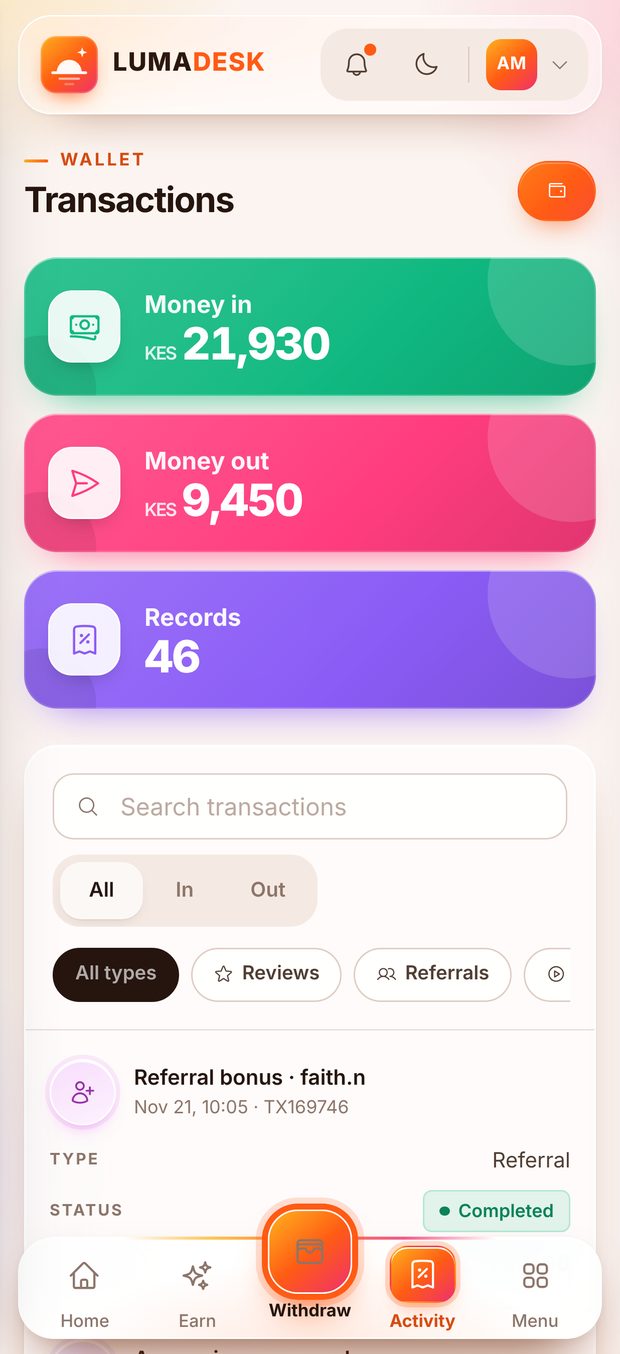 LUMADESK
AM
WALLET
Transactions
Money in
KES 21,930
Money out
KES 9,450
Records
46
Search transactions
All In Out
All types Reviews Referrals
Referral bonus · faith.n
Nov 21, 10:05 · TX169746
TYPE Referral
STATUS Completed
Home Earn Withdraw Activity Menu